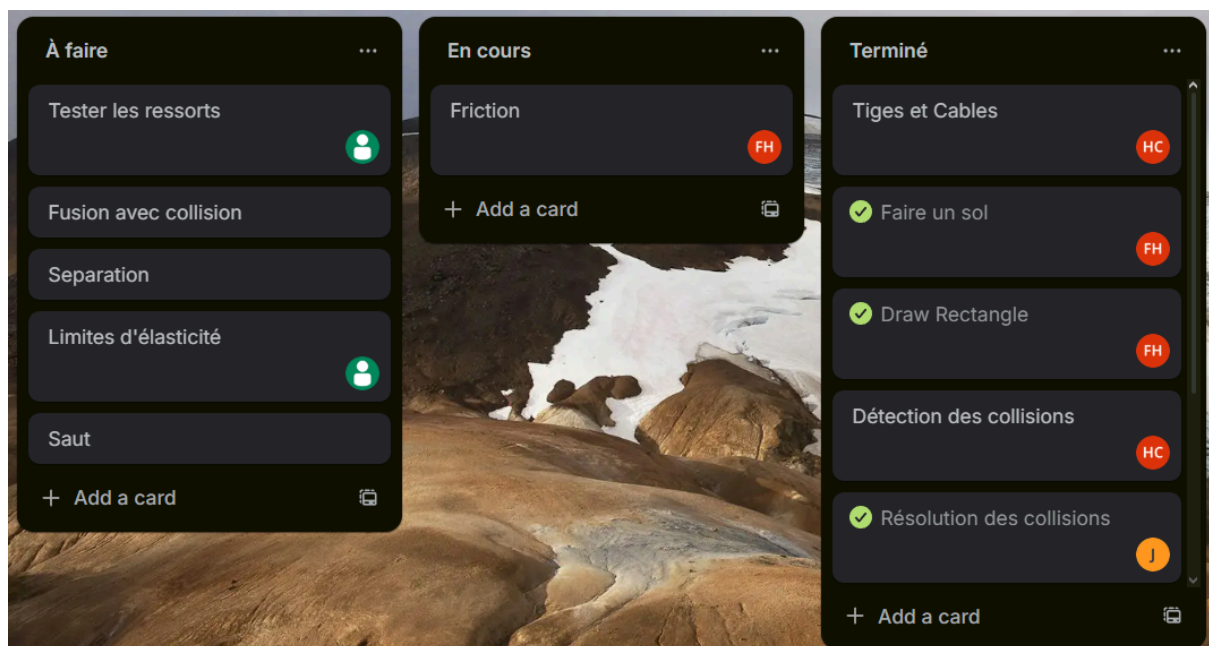 À faire
Tester les ressorts
Fusion avec collision
Separation
Limites d'élasticité
Saut
+ Add a card
En cours
Friction
FH
+ Add a card
Terminé
Tiges et Cables
HC
Faire un sol
FH
Draw Rectangle
FH
Détection des collisions
HC
Résolution des collisions
J
+ Add a card